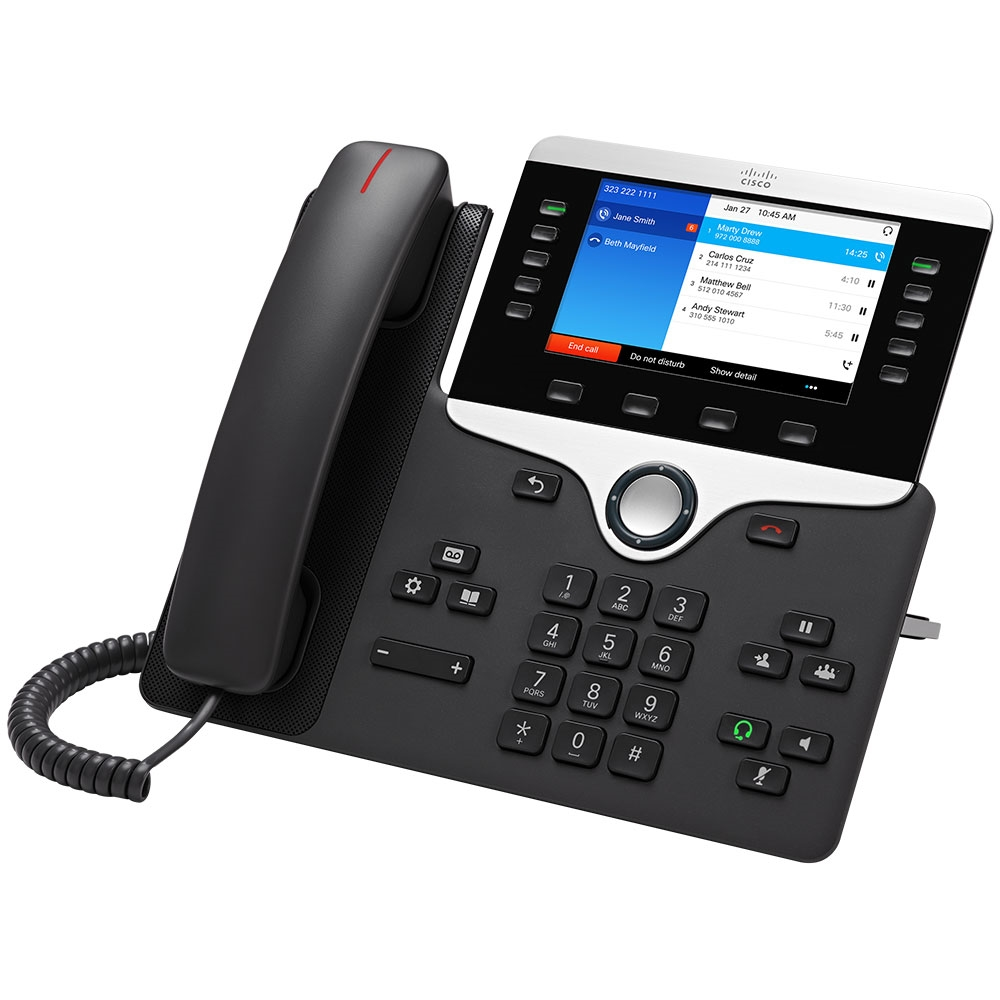 CISCO
323 222 1111
Jan 27 10:45 AM
Jane Smith
6
Beth Mayfield
1 Marty Drew
972 000 8888
14:25
2 Carlos Cruz
214 111 1234
4:10
3 Matthew Bell
512 010 4567
11:30
4 Andy Stewart
310 555 1010
5:45
End call
Do not disturb
Show detail
1
/.@
2
ABC
3
DEF
4
GHI
5
JKL
6
MNO
7
PQRS
8
TUV
9
WXYZ
*
+
0
#
- +